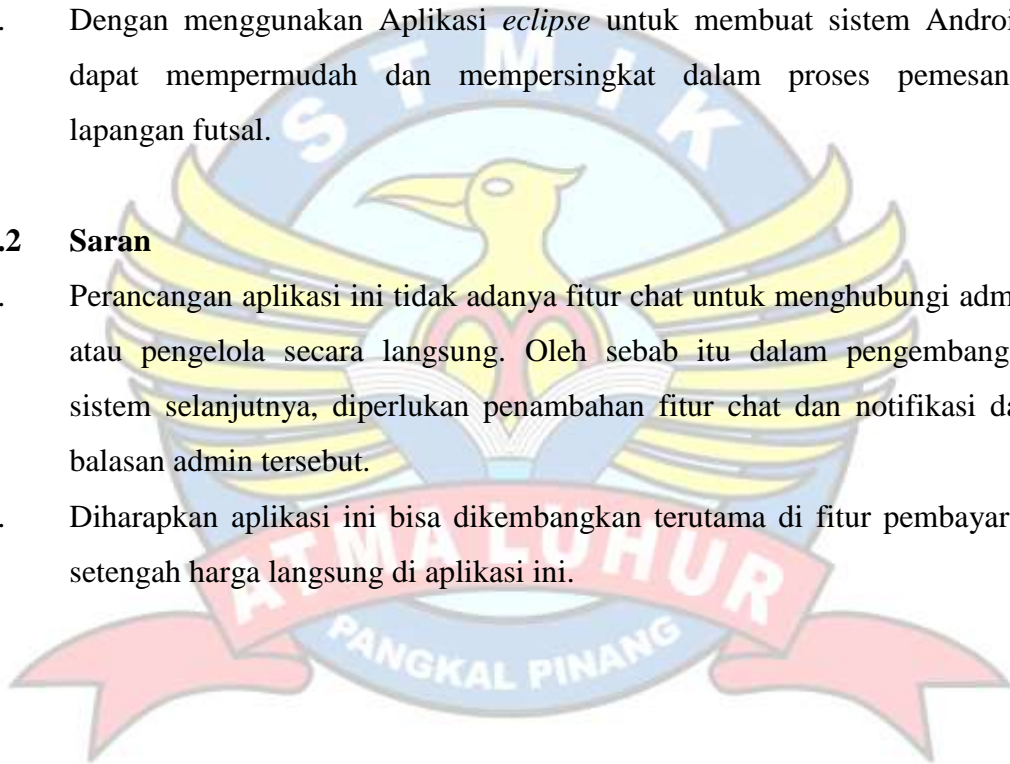 . Dengan menggunakan Aplikasi eclipse untuk membuat sistem Androi
dapat mempermudah dan mempersingkat dalam proses pemesan
lapangan futsal.
.2 Saran
. Perancangan aplikasi ini tidak adanya fitur chat untuk menghubungi adm
atau pengelola secara langsung. Oleh sebab itu dalam pengembang
sistem selanjutnya, diperlukan penambahan fitur chat dan notifikasi da
balasan admin tersebut.
. Diharapkan aplikasi ini bisa dikembangkan terutama di fitur pembayar
setengah harga langsung di aplikasi ini.
STMIK
ATMA LUHUR
PANGKAL PINANG